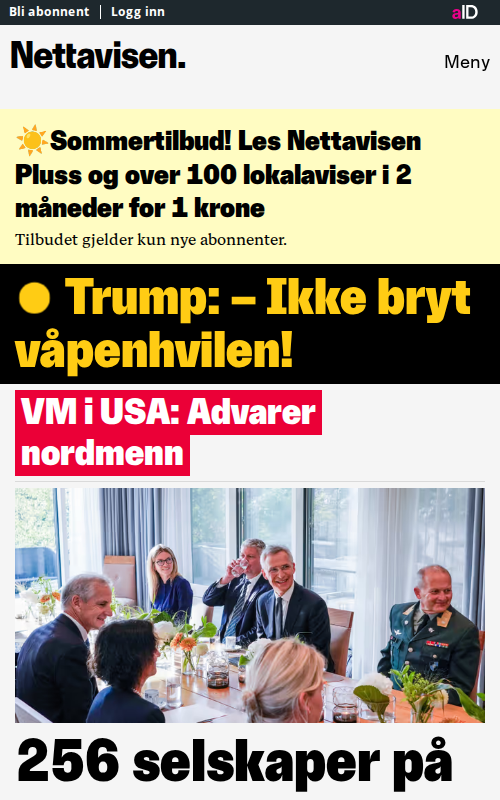 Bli abonnent | Logg inn
aID
Nettavisen.
Meny
☀️Sommertilbud! Les Nettavisen
Pluss og over 100 lokalaviser i 2
måneder for 1 krone
Tilbudet gjelder kun nye abonnenter.
Trump: – Ikke bryt
våpenhvilen!
VM i USA: Advarer
nordmenn
256 selskaper på